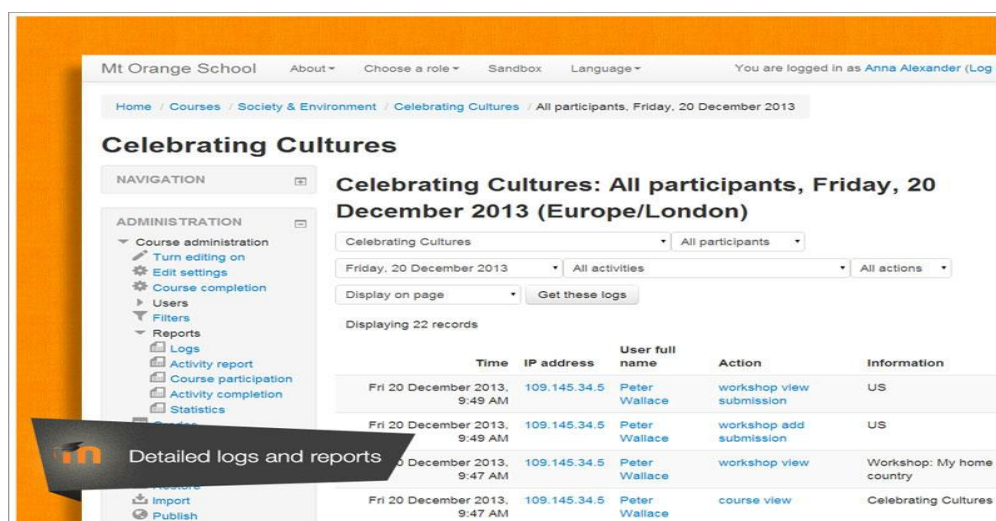 Mt Orange School About Choose a role Sandbox Language You are logged in as Anna Alexander (Log
Home / Courses / Society & Environment / Celebrating Cultures / All participants, Friday, 20 December 2013
Celebrating Cultures
NAVIGATION
ADMINISTRATION
Course administration
Turn editing on
Edit settings
Course completion
Users
Filters
Reports
Logs
Activity report
Course participation
Activity completion
Statistics
Import
Publish
Detailed logs and reports
Celebrating Cultures: All participants, Friday, 20
December 2013 (Europe/London)
Celebrating Cultures All participants
Friday, 20 December 2013 All activities All actions
Display on page Get these logs
Displaying 22 records
Time IP address User full name Action Information
Fri 20 December 2013, 109.145.34.5 Peter workshop view US
9:49 AM Wallace submission
Fri 20 December 2013, 109.145.34.5 Peter workshop add US
9:49 AM Wallace submission
December 2013, 109.145.34.5 Peter workshop view Workshop: My home
9:47 AM Wallace country
Fri 20 December 2013, 109.145.34.5 Peter course view Celebrating Cultures
9:47 AM Wallace